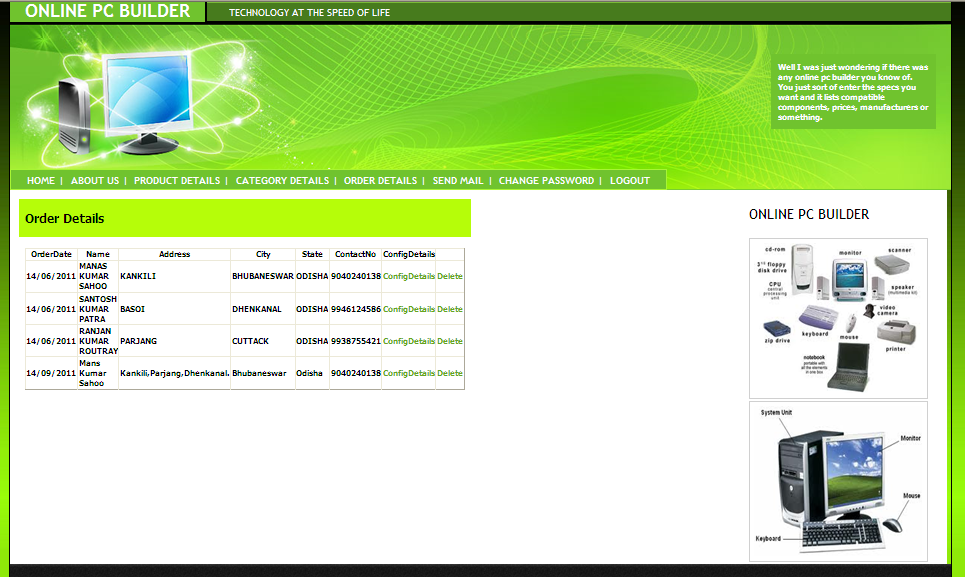 ONLINE PC BUILDER
TECHNOLOGY AT THE SPEED OF LIFE
Well I was just wondering if there was
any online pc builder you know of.
You just sort of enter the specs you
want and it lists compatible
components, prices, manufacturers or
something.
HOME | ABOUT US | PRODUCT DETAILS | CATEGORY DETAILS | ORDER DETAILS | SEND MAIL | CHANGE PASSWORD | LOGOUT
Order Details
OrderDate Name Address City State ContactNo ConfigDetails
14/06/2011 MANAS KUMAR SAHOO KANKILI BHUBANESWAR ODISHA 9040240138 ConfigDetails Delete
14/06/2011 SANTOSH KUMAR PATRA BASOI DHENKANAL ODISHA 9946124586 ConfigDetails Delete
14/06/2011 RANJAN KUMAR ROUTRAY PARJANG CUTTACK ODISHA 9938755421 ConfigDetails Delete
14/09/2011 Mans Kumar Sahoo Kankili,Parjang,Dhenkanal, Bhubaneswar Odisha 9040240138 ConfigDetails Delete
ONLINE PC BUILDER
cd-rom
monitor
scanner
3½ floppy
disk drive
CPU
central
processing
unit
speaker
(multimedia kit)
video
camera
zip drive
keyboard
mouse
printer
notebook
portable with
all the elements
in one box
System Unit
Monitor
Mouse
Keyboard